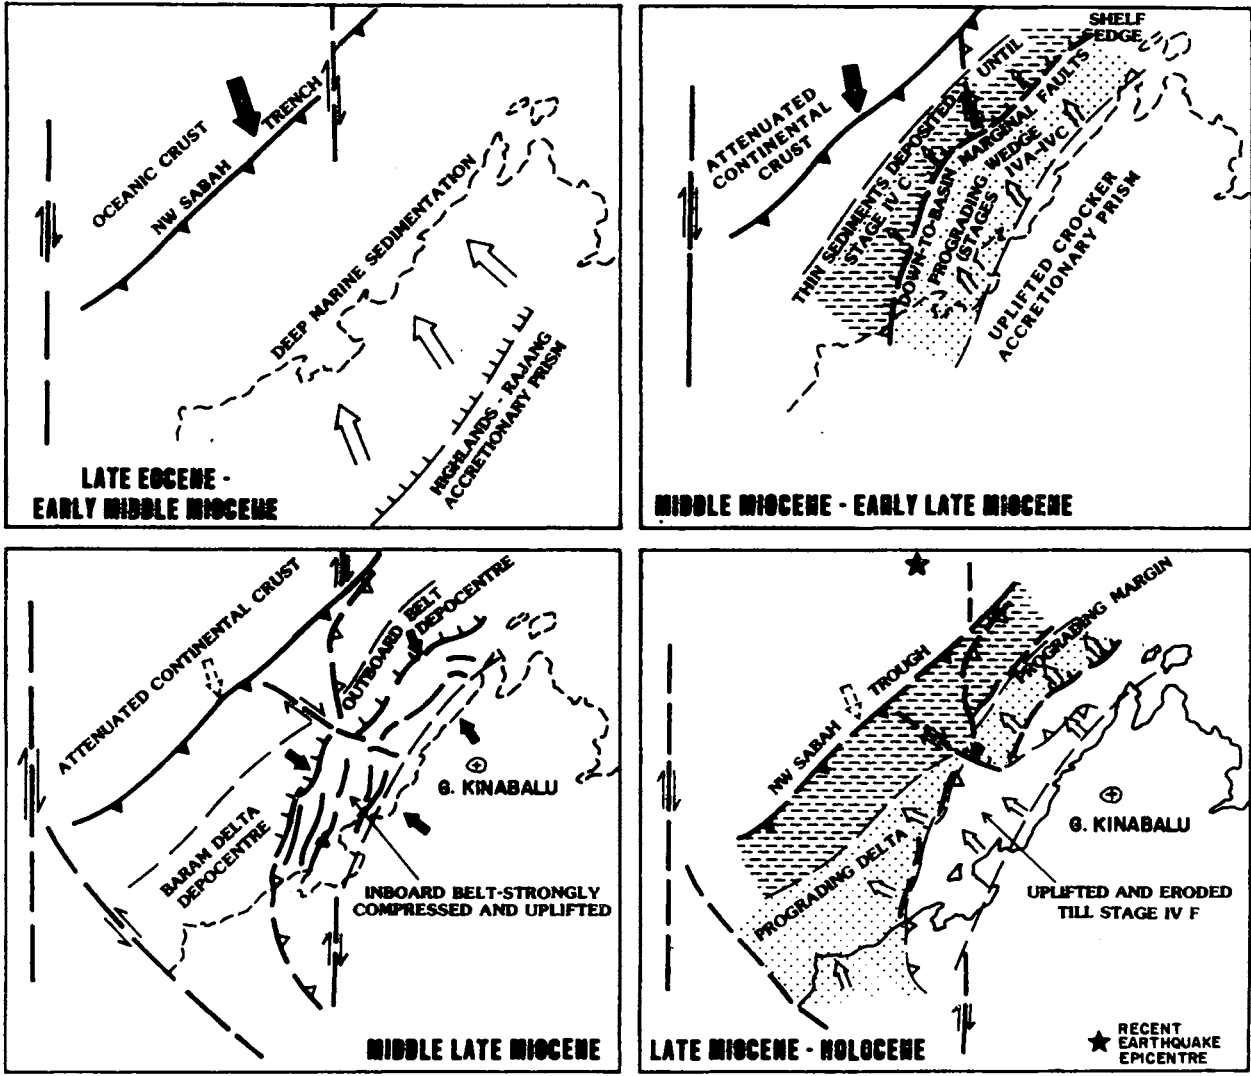 OCEANIC CRUST
NW SABAH TRENCH
DEEP MARINE SEDIMENTATION
HIGHLANDS - RAJANG
ACCRETIONARY PRISM
LATE EOCENE -
EARLY MIDDLE MIOCENE
SHELF
EDGE
ATTENUATED
CONTINENTAL
CRUST
THIN SEDIMENTS DEPOSITED UNTIL
STAGE IV C
DOWN-TO-BASIN MARGINAL FAULTS
PROGRADING WEDGE
(STAGES IVA-IVC)
UPLIFTED CROCKER
ACCRETIONARY PRISM
MIDDLE MIOCENE - EARLY LATE MIOCENE
ATTENUATED CONTINENTAL CRUST
OUTBOARD BELT
DEPOCENTRE
G. KINABALU
BARAM DELTA
DEPOCENTRE
INBOARD BELT-STRONGLY
COMPRESSED AND UPLIFTED
MIDDLE LATE MIOCENE
NW SABAH TROUGH
PROGRADING MARGIN
G. KINABALU
PROGRADING DELTA
UPLIFTED AND ERODED
TILL STAGE IV F
LATE MIOCENE - HOLOCENE
RECENT
EARTHQUAKE
EPICENTRE